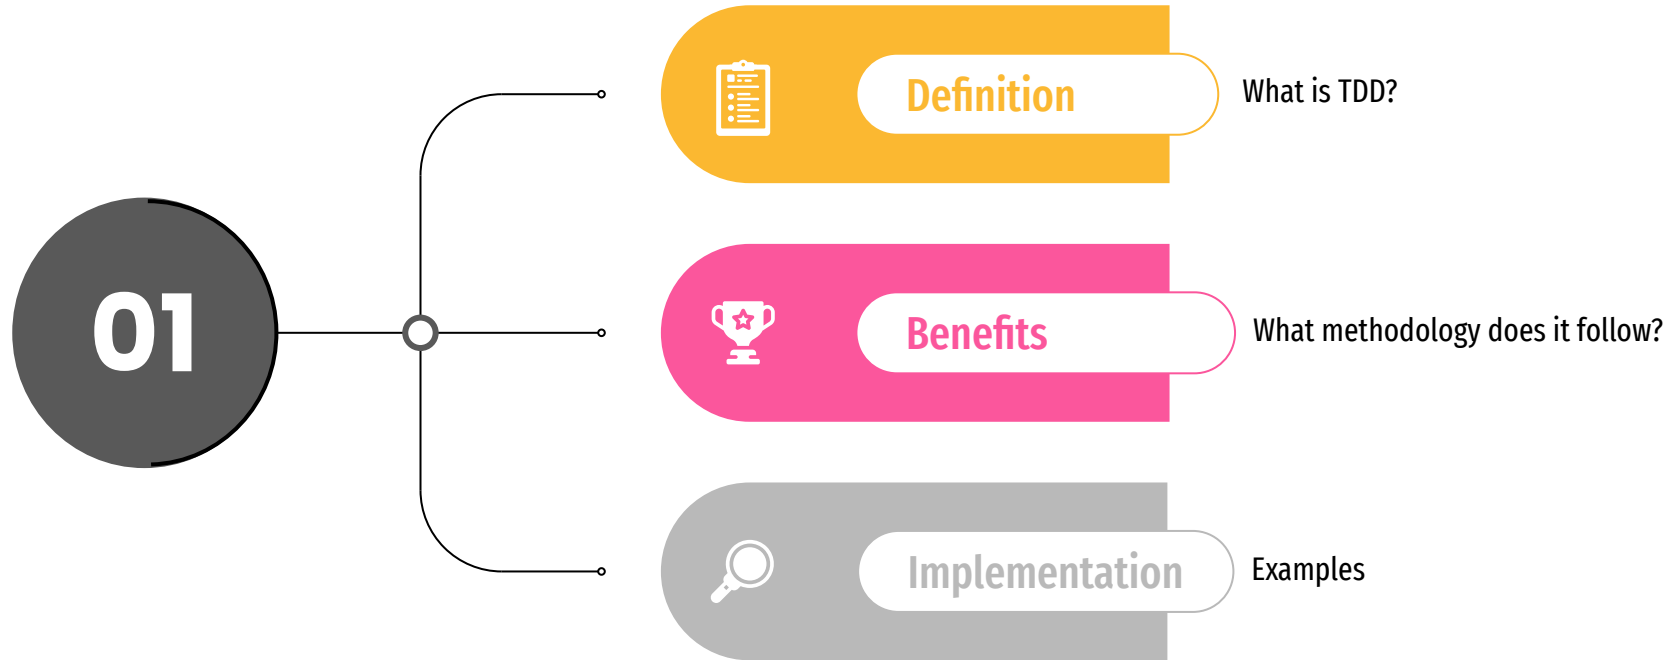 01
Definition
What is TDD?
Benefits
What methodology does it follow?
Implementation
Examples